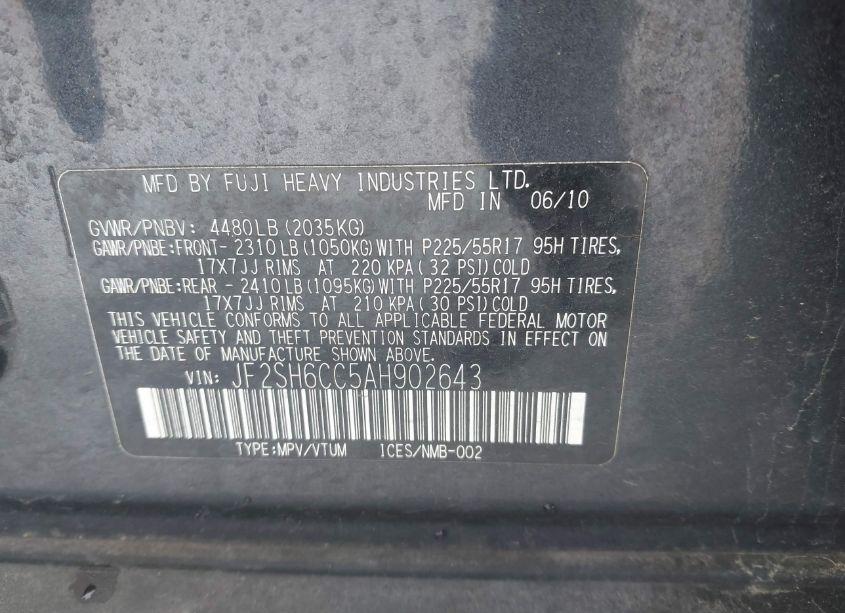 MFD BY FUJI HEAVY INDUSTRIES LTD.
MFD IN 06/10
GVWR/PNBV: 4480LB(2035KG)
GAWR/PNBE:FRONT- 2310LB(1050KG)WITH P225/55R17 95H TIRES,
17X7JJ RIMS AT 220 KPA(32 PSI)COLD
GAWR/PNBE:REAR - 2410LB(1095KG)WITH P225/55R17 95H TIRES,
17X7JJ RIMS AT 210 KPA(30 PSI)COLD
THIS VEHICLE CONFORMS TO ALL APPLICABLE FEDERAL MOTOR
VEHICLE SAFETY AND THEFT PREVENTION STANDARDS IN EFFECT ON
THE DATE OF MANUFACTURE SHOWN ABOVE.
VIN: JF2SH6CC5AH902643
TYPE:MPV/VTUM ICES/NMB-002